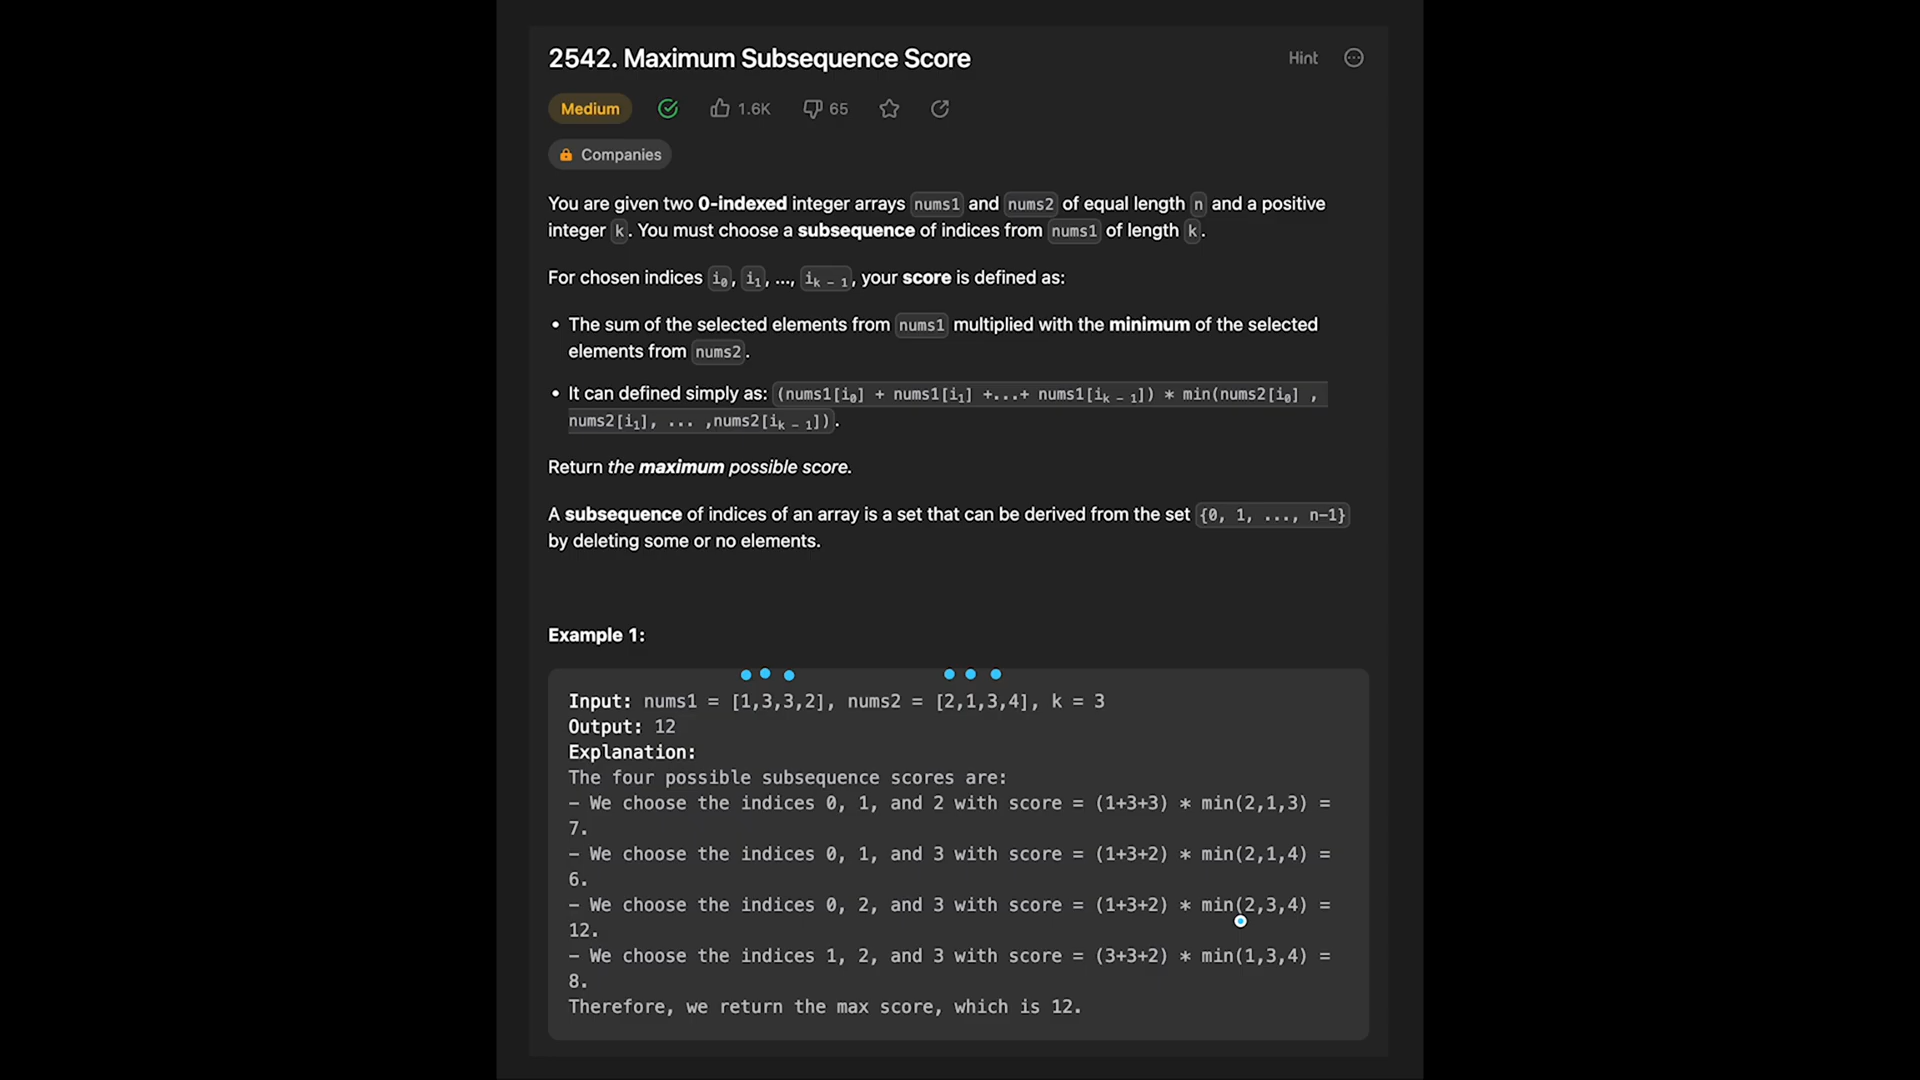 2542. Maximum Subsequence Score
Hint
Medium 1.6K 65
Companies
You are given two 0-indexed integer arrays nums1 and nums2 of equal length n and a positive
integer k. You must choose a subsequence of indices from nums1 of length k.
For chosen indices i₀, i₁, ..., iₖ ₋ ₁, your score is defined as:
• The sum of the selected elements from nums1 multiplied with the minimum of the selected
elements from nums2.
• It can defined simply as: (nums1[i₀] + nums1[i₁] +...+ nums1[iₖ ₋ ₁]) * min(nums2[i₀] ,
nums2[i₁], ... ,nums2[iₖ ₋ ₁]).
Return the maximum possible score.
A subsequence of indices of an array is a set that can be derived from the set {0, 1, ..., n-1}
by deleting some or no elements.
Example 1:
Input: nums1 = [1,3,3,2], nums2 = [2,1,3,4], k = 3
Output: 12
Explanation:
The four possible subsequence scores are:
- We choose the indices 0, 1, and 2 with score = (1+3+3) * min(2,1,3) =
7.
- We choose the indices 0, 1, and 3 with score = (1+3+2) * min(2,1,4) =
6.
- We choose the indices 0, 2, and 3 with score = (1+3+2) * min(2,3,4) =
12.
- We choose the indices 1, 2, and 3 with score = (3+3+2) * min(1,3,4) =
8.
Therefore, we return the max score, which is 12.